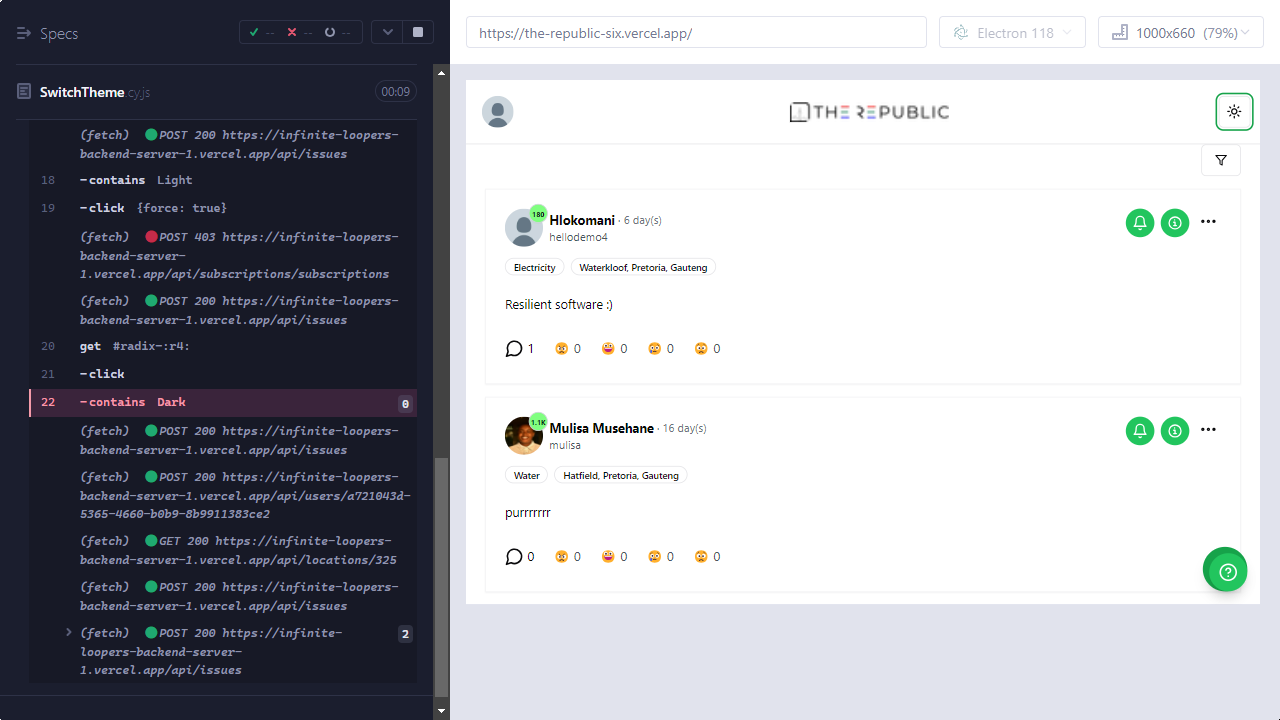 Specs
-- -- --
SwitchTheme.cy.js 00:09
(fetch) POST 200 https://infinite-loopers-
backend-server-1.vercel.app/api/issues
18 -contains Light
19 -click {force: true}
(fetch) POST 403 https://infinite-loopers-
backend-server-
1.vercel.app/api/subscriptions/subscriptions
(fetch) POST 200 https://infinite-loopers-
backend-server-1.vercel.app/api/issues
20 get #radix-:r4:
21 -click
22 -contains Dark 0
(fetch) POST 200 https://infinite-loopers-
backend-server-1.vercel.app/api/issues
(fetch) POST 200 https://infinite-loopers-
backend-server-1.vercel.app/api/users/a721043d-
5365-4660-b0b9-8b9911383ce2
(fetch) GET 200 https://infinite-loopers-
backend-server-1.vercel.app/api/locations/325
(fetch) POST 200 https://infinite-loopers-
backend-server-1.vercel.app/api/issues
(fetch) POST 200 https://infinite- 2
loopers-backend-server-
1.vercel.app/api/issues
https://the-republic-six.vercel.app/
Electron 118
1000x660 (79%)
THE REPUBLIC
180
Hlokomani · 6 day(s)
hellodemo4
Electricity Waterkloof, Pretoria, Gauteng
Resilient software :)
1 0 0 0 0
1.1K
Mulisa Musehane · 16 day(s)
mulisa
Water Hatfield, Pretoria, Gauteng
purrrrrrr
0 0 0 0 0